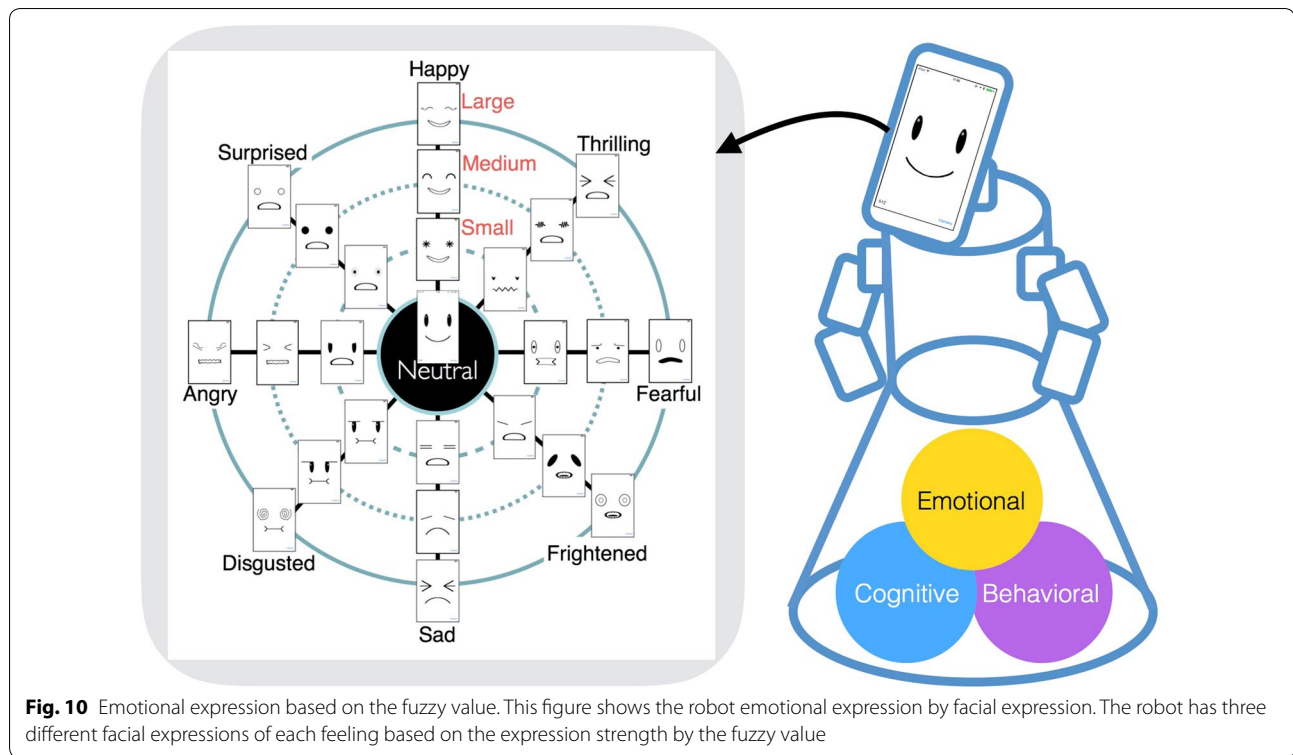 Happy
Large
Surprised
Thrilling
Medium
Small
Neutral
Angry
Fearful
Disgusted
Frightened
Sad
512
Emotional
Cognitive
Behavioral
Fig. 10 Emotional expression based on the fuzzy value. This figure shows the robot emotional expression by facial expression. The robot has three
different facial expressions of each feeling based on the expression strength by the fuzzy value